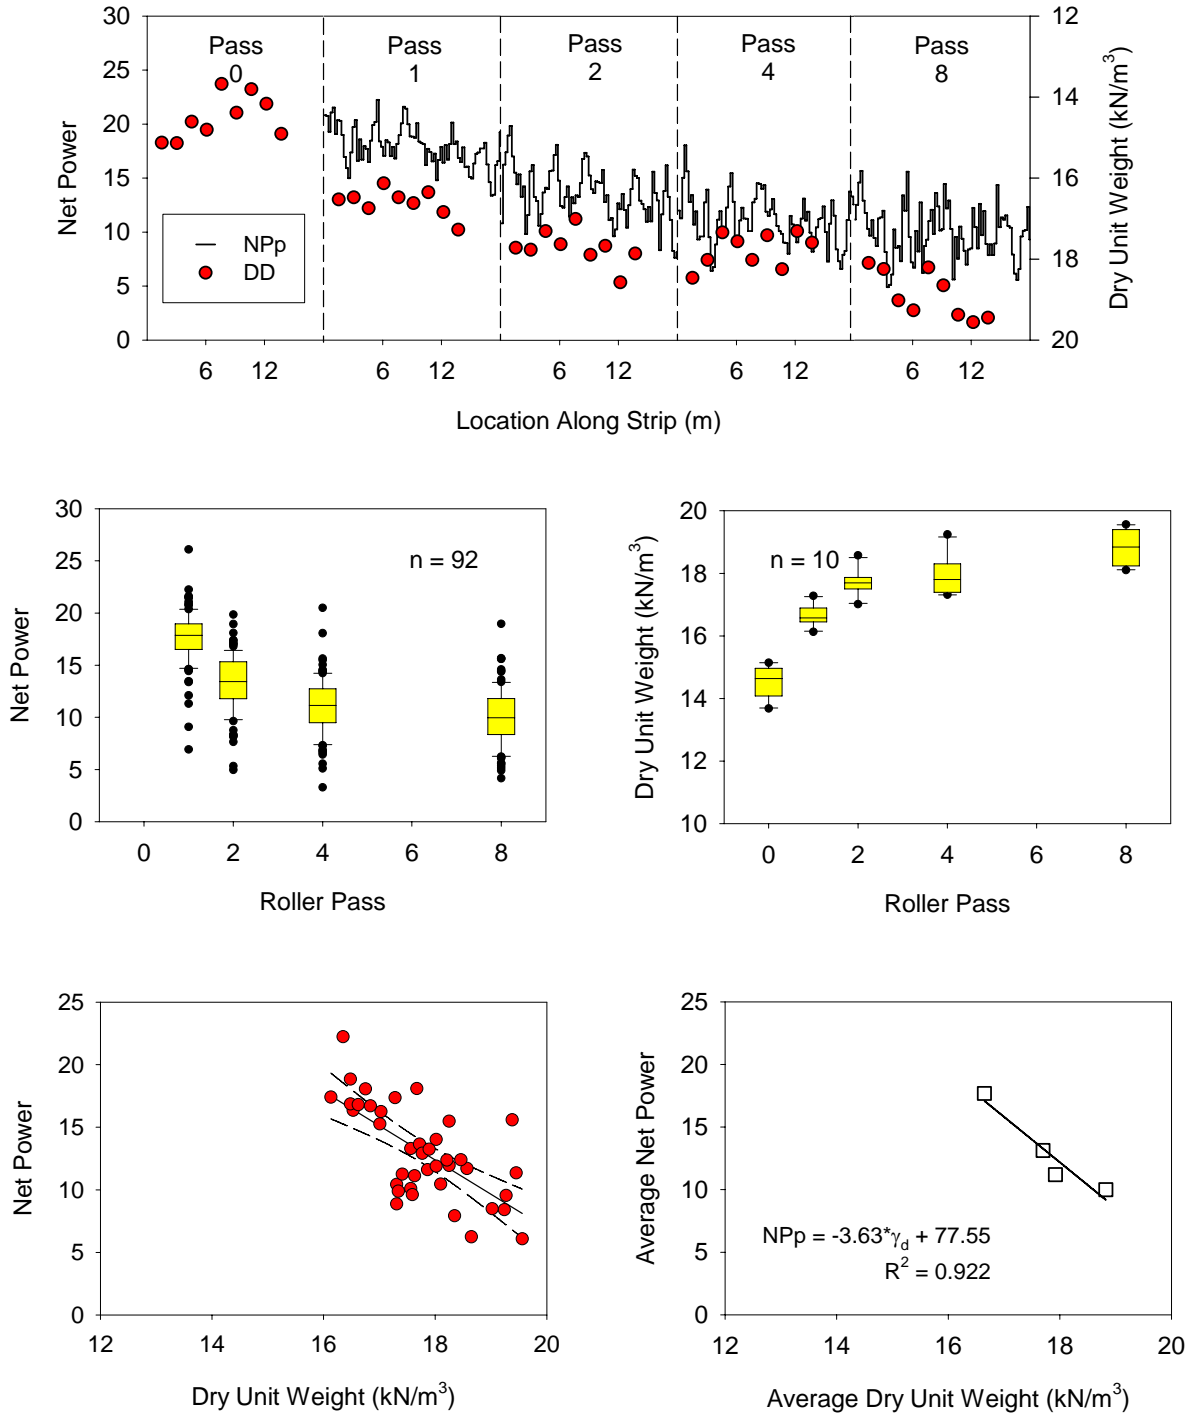 30 12
Pass Pass Pass Pass Pass
0 1 2 4 8
25 14
20
15 16
10
5 18
0 20
Net Power
Dry Unit Weight (kN/m³)
NPp
DD
6 12 6 12 6 12 6 12 6 12
Location Along Strip (m)
30
25
20
15
10
5
0
Net Power
n = 92
0 2 4 6 8
Roller Pass
20
18
16
14
12
10
Dry Unit Weight (kN/m³)
n = 10
0 2 4 6 8
Roller Pass
25
20
15
10
5
0
Net Power
12 14 16 18 20
Dry Unit Weight (kN/m³)
25
20
15
10
5
0
Average Net Power
NPp = -3.63*γd + 77.55
R² = 0.922
12 14 16 18 20
Average Dry Unit Weight (kN/m³)